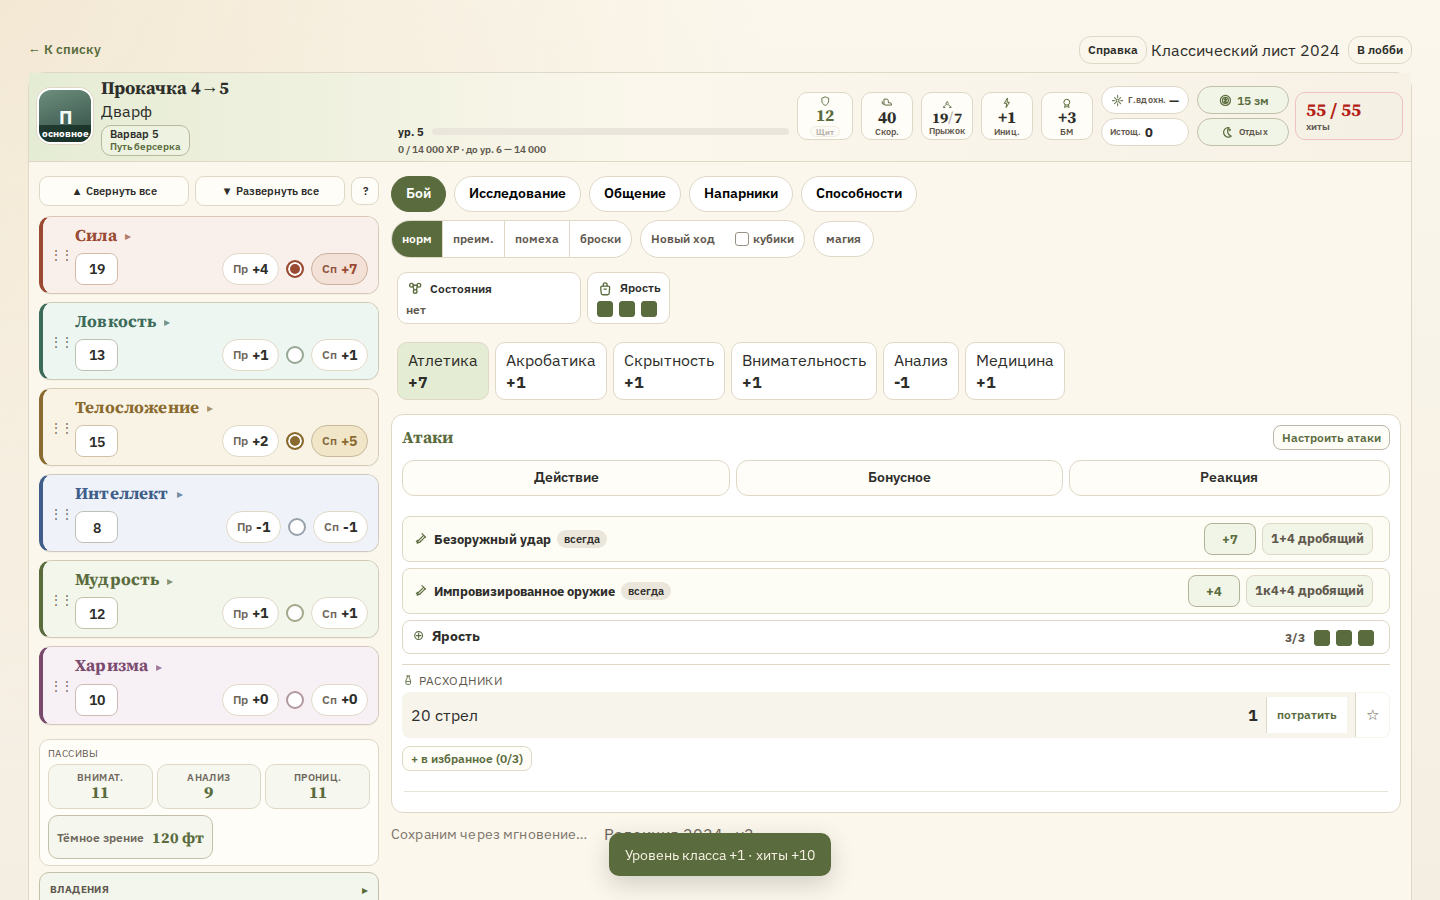 ← К списку
Справка Классический лист 2024 В лобби
П
основное
Прокачка 4→5
Дварф
Варвар 5
Путь берсерка
ур. 5
0 / 14 000 XP · до ур. 6 — 14 000
12
Щит
40
Скор.
19/7
Прыжок
+1
Иниц.
+3
БМ
Г.вдохн. —
Истощ. 0
15 зм
Отдых
55 / 55
хиты
▲ Свернуть все
▼ Развернуть все
?
Сила ▸
19 Пр +4 Сп +7
Ловкость ▸
13 Пр +1 Сп +1
Телосложение ▸
15 Пр +2 Сп +5
Интеллект ▸
8 Пр -1 Сп -1
Мудрость ▸
12 Пр +1 Сп +1
Харизма ▸
10 Пр +0 Сп +0
ПАССИВЫ
ВНИМАТ.
11
АНАЛИЗ
9
ПРОНИЦ.
11
Тёмное зрение 120 фт
ВЛАДЕНИЯ ▸
Бой Исследование Общение Напарники Способности
норм преим. помеха броски Новый ход кубики магия
Состояния
нет
Ярость
Атлетика
+7
Акробатика
+1
Скрытность
+1
Внимательность
+1
Анализ
-1
Медицина
+1
Атаки Настроить атаки
Действие Бонусное Реакция
Безоружный удар всегда +7 1+4 дробящий
Импровизированное оружие всегда +4 1к4+4 дробящий
Ярость 3/3
РАСХОДНИКИ
20 стрел 1 потратить ☆
+ в избранное (0/3)
Сохраним через мгновение...
Уровень класса +1 · хиты +10